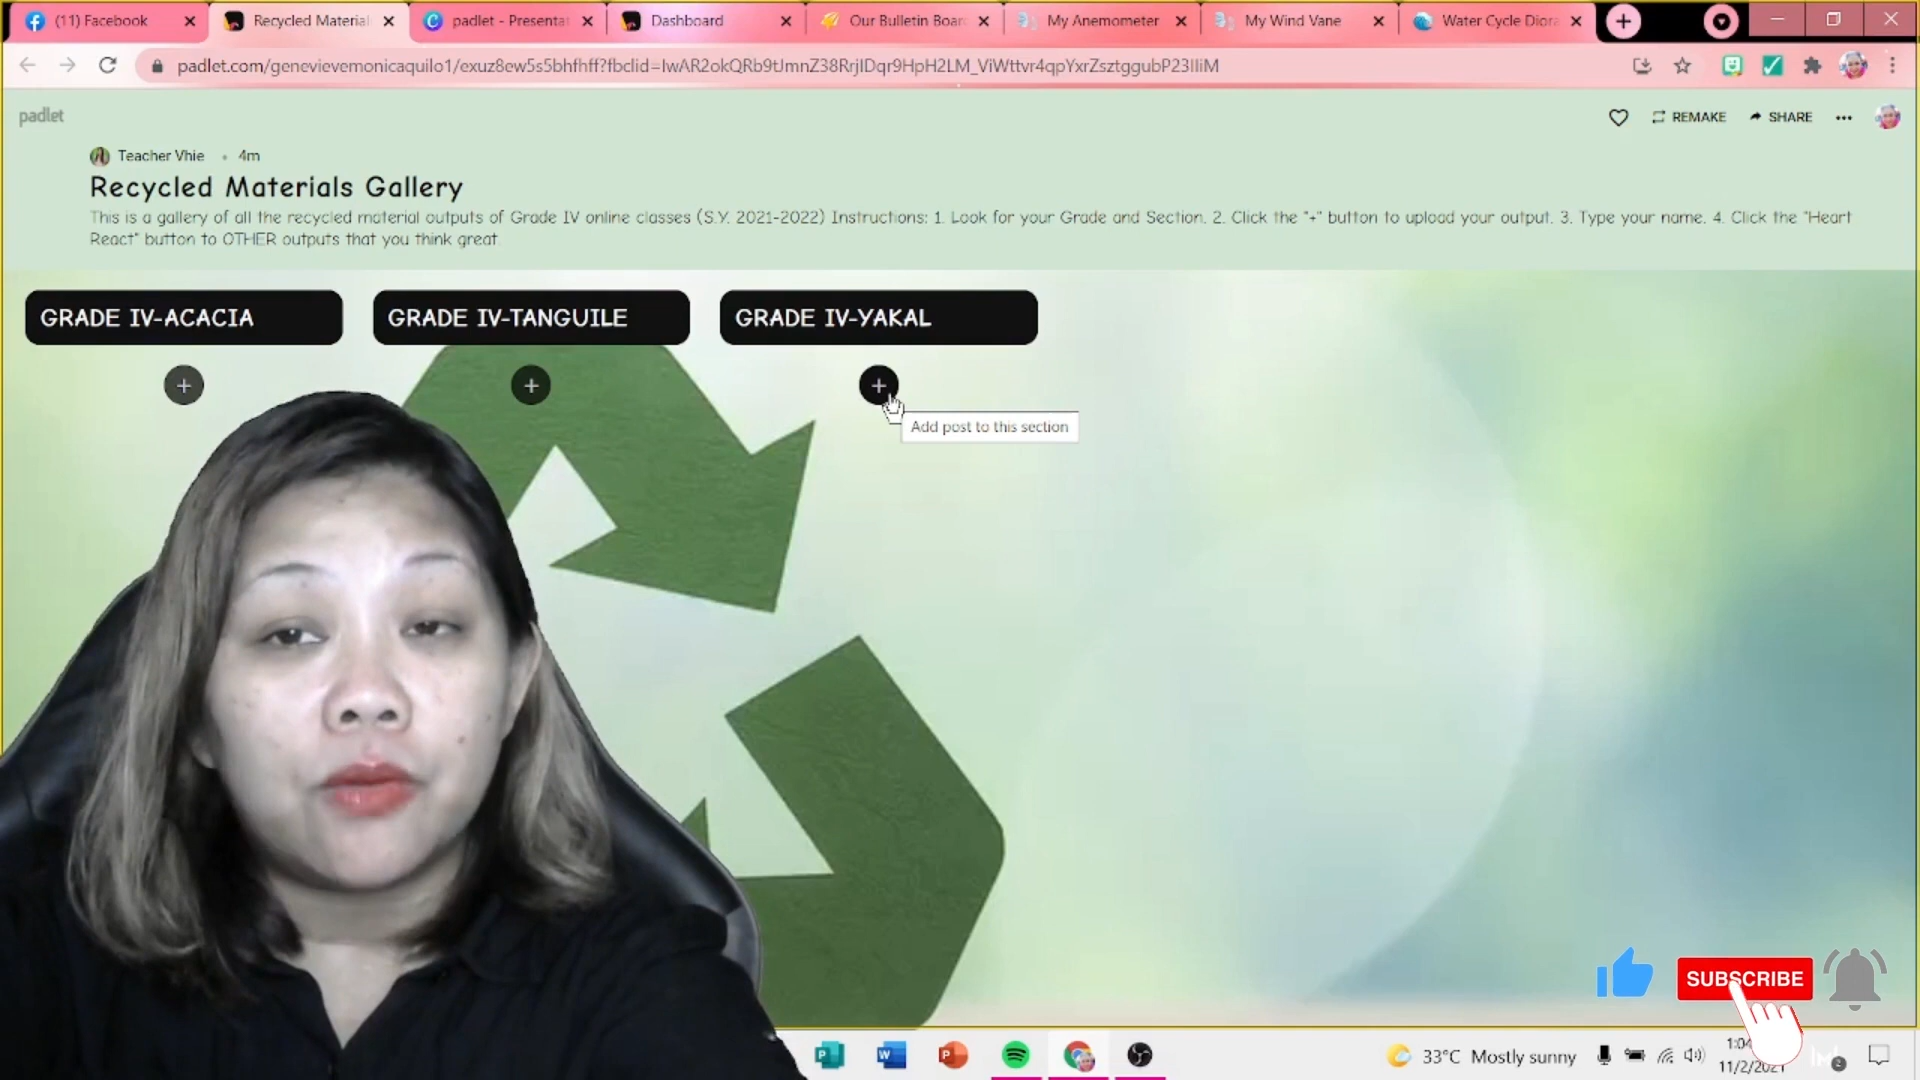 (11) Facebook
Recycled Material
padlet - Presentat
Dashboard
Our Bulletin Boar
My Anemometer
My Wind Vane
Water Cycle Diora
padlet.com/genevievemonicaquilo1/exuz8ew5s5bhfhff?fbclid=IwAR2okQRb9tJmnZ38RrjIDqr9HpH2LM_ViWttvr4qpYxrZsztggubP23IIiM
padlet
REMAKE
SHARE
Teacher Vhie • 4m
Recycled Materials Gallery
This is a gallery of all the recycled material outputs of Grade IV online classes (S.Y. 2021-2022) Instructions: 1. Look for your Grade and Section. 2. Click the "+" button to upload your output. 3. Type your name. 4. Click the "Heart
React" button to OTHER outputs that you think great.
GRADE IV-ACACIA
GRADE IV-TANGUILE
GRADE IV-YAKAL
Add post to this section
SUBSCRIBE
33°C Mostly sunny